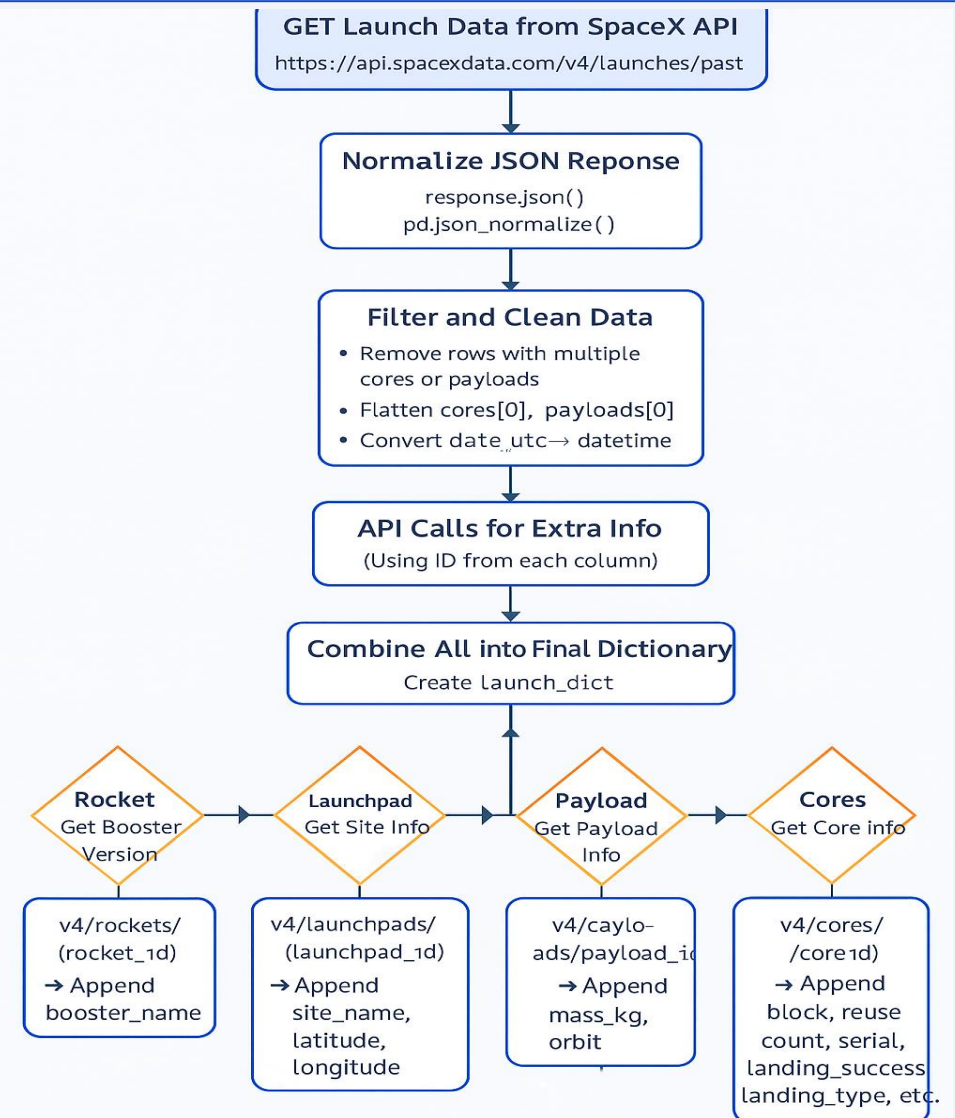 GET Launch Data from SpaceX API
https://api.spacexdata.com/v4/launches/past
Normalize JSON Reponse
response.json()
pd.json_normalize()
Filter and Clean Data
• Remove rows with multiple
cores or payloads
• Flatten cores[0], payloads[0]
• Convert date_utc→ datetime
API Calls for Extra Info
(Using ID from each column)
Combine All into Final Dictionary
Create launch_dict
Rocket
Get Booster
Version
Launchpad
Get Site Info
Payload
Get Payload
Info
Cores
Get Core info
v4/rockets/
(rocket_1d)
➔ Append
booster_name
v4/launchpads/
(launchpad_1d)
➔ Append
site_name,
latitude,
longitude
v4/caylo-
ads/payload_id
➔ Append
mass_kg,
orbit
v4/cores/
/core1d)
➔ Append
block, reuse
count, serial,
landing_success
landing_type, etc.